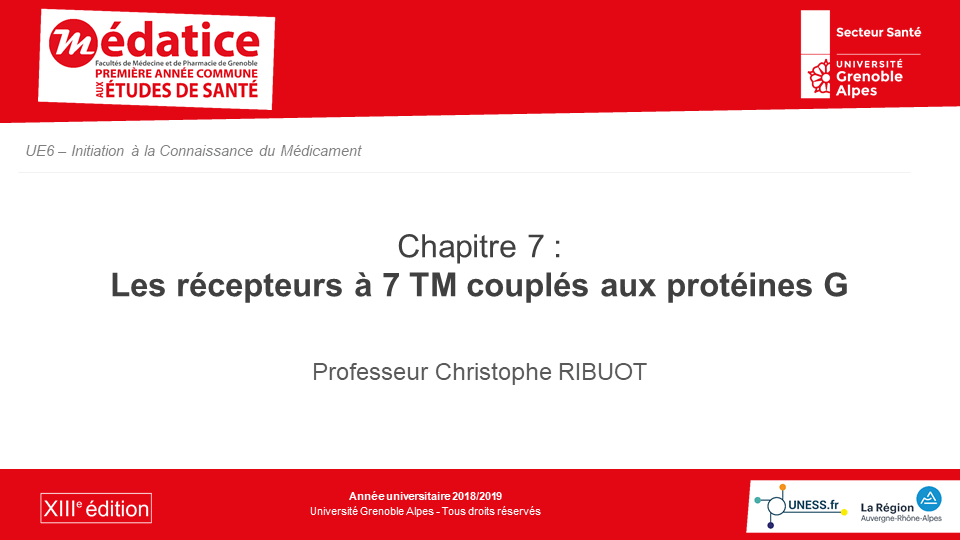 médatice
Facultés de Médecine et de Pharmacie de Grenoble
PREMIÈRE ANNÉE COMMUNE
AUX ÉTUDES DE SANTÉ
Secteur Santé
UNIVERSITÉ
Grenoble
Alpes
UE6 – Initiation à la Connaissance du Médicament
Chapitre 7 :
Les récepteurs à 7 TM couplés aux protéines G
Professeur Christophe RIBUOT
XIIIe édition
Année universitaire 2018/2019
Université Grenoble Alpes - Tous droits réservés
UNESS.fr
La Région
Auvergne-Rhône-Alpes